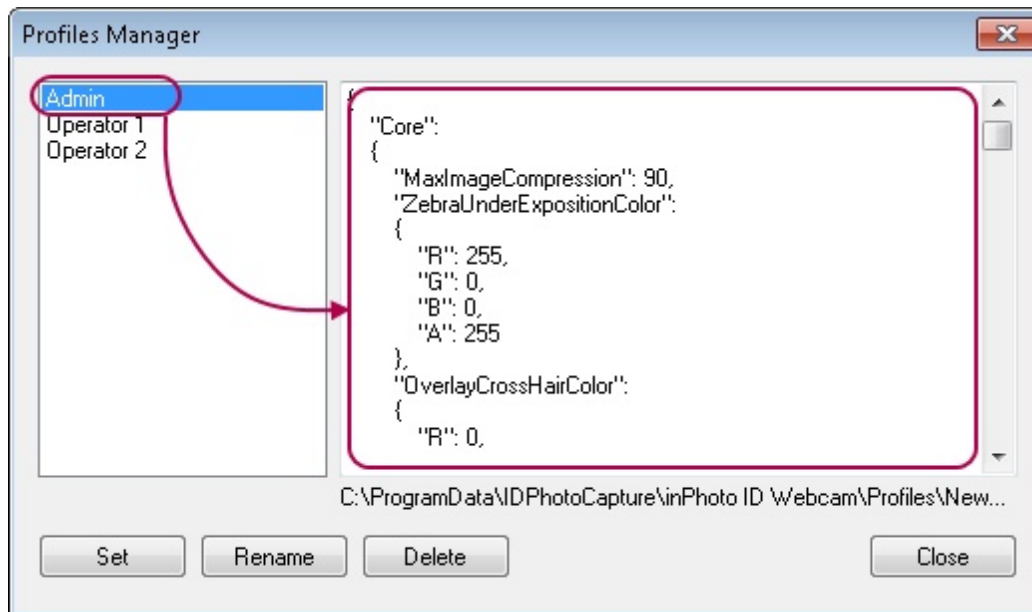 Profiles Manager
Admin
Operator 1
Operator 2
{
"Core":
{
"MaxImageCompression": 90,
"ZebraUnderExpositionColor":
{
"R": 255,
"G": 0,
"B": 0,
"A": 255
},
"OverlayCrossHairColor":
{
"R": 0,
C:\ProgramData\IDPhotoCapture\inPhoto ID Webcam\Profiles\New...
Set
Rename
Delete
Close